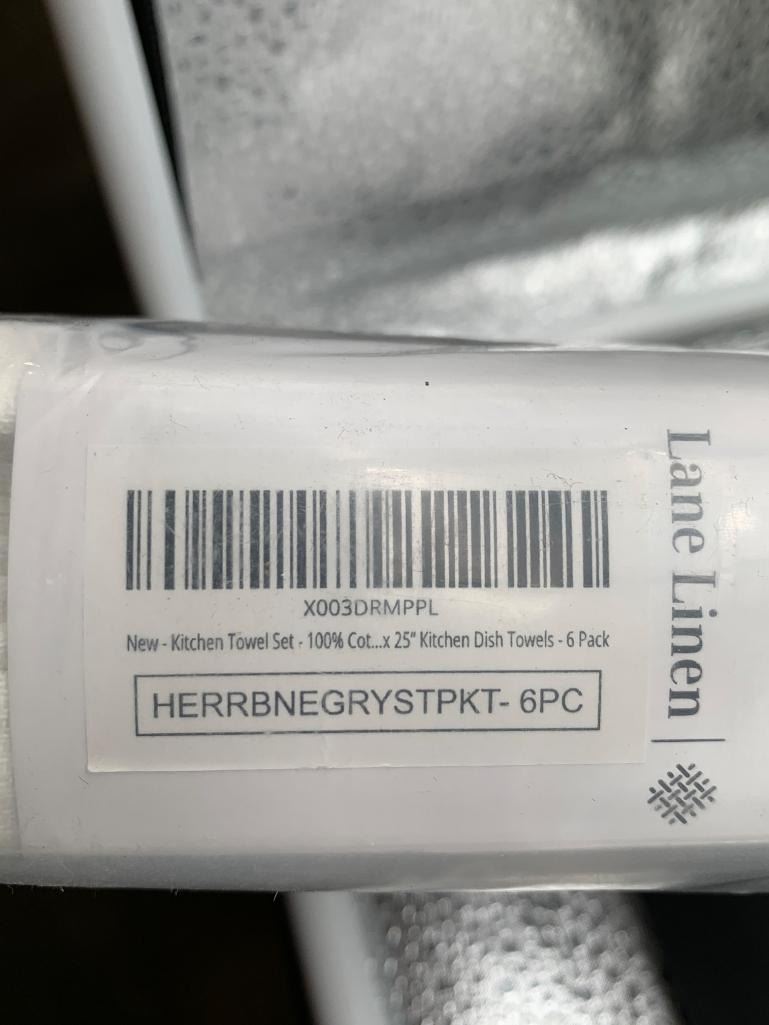 X003DRMPPL
New - Kitchen Towel Set - 100% Cot...x 25" Kitchen Dish Towels - 6 Pack
HERRBNEGRYSTPKT- 6PC
Lane Linen